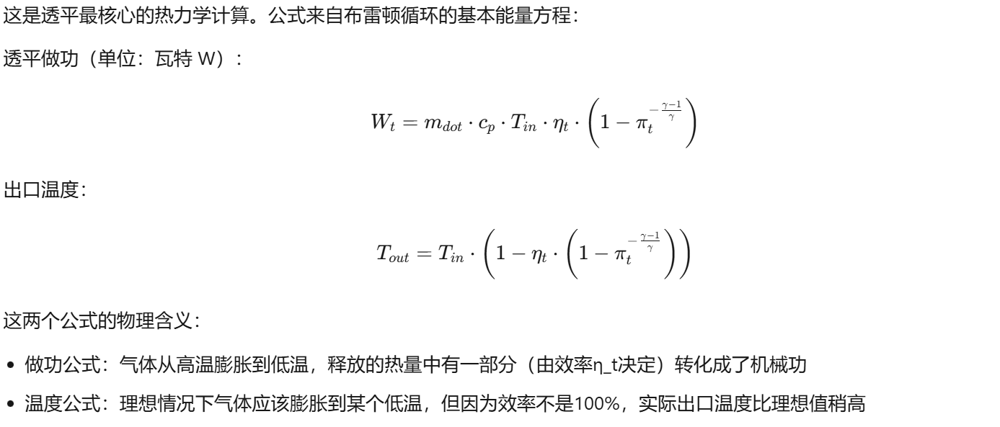 这是透平最核心的热力学计算。公式来自布雷顿循环的基本能量方程：
透平做功（单位：瓦特 W）：
$W_t = m_{dot} \cdot c_p \cdot T_{in} \cdot \eta_t \cdot \left(1 - \pi_t^{-\frac{\gamma-1}{\gamma}}\right)$
出口温度：
$T_{out} = T_{in} \cdot \left(1 - \eta_t \cdot \left(1 - \pi_t^{-\frac{\gamma-1}{\gamma}}\right)\right)$
这两个公式的物理含义：
• 做功公式：气体从高温膨胀到低温，释放的热量中有一部分（由效率η_t决定）转化成了机械功
• 温度公式：理想情况下气体应该膨胀到某个低温，但因为效率不是100%，实际出口温度比理想值稍高